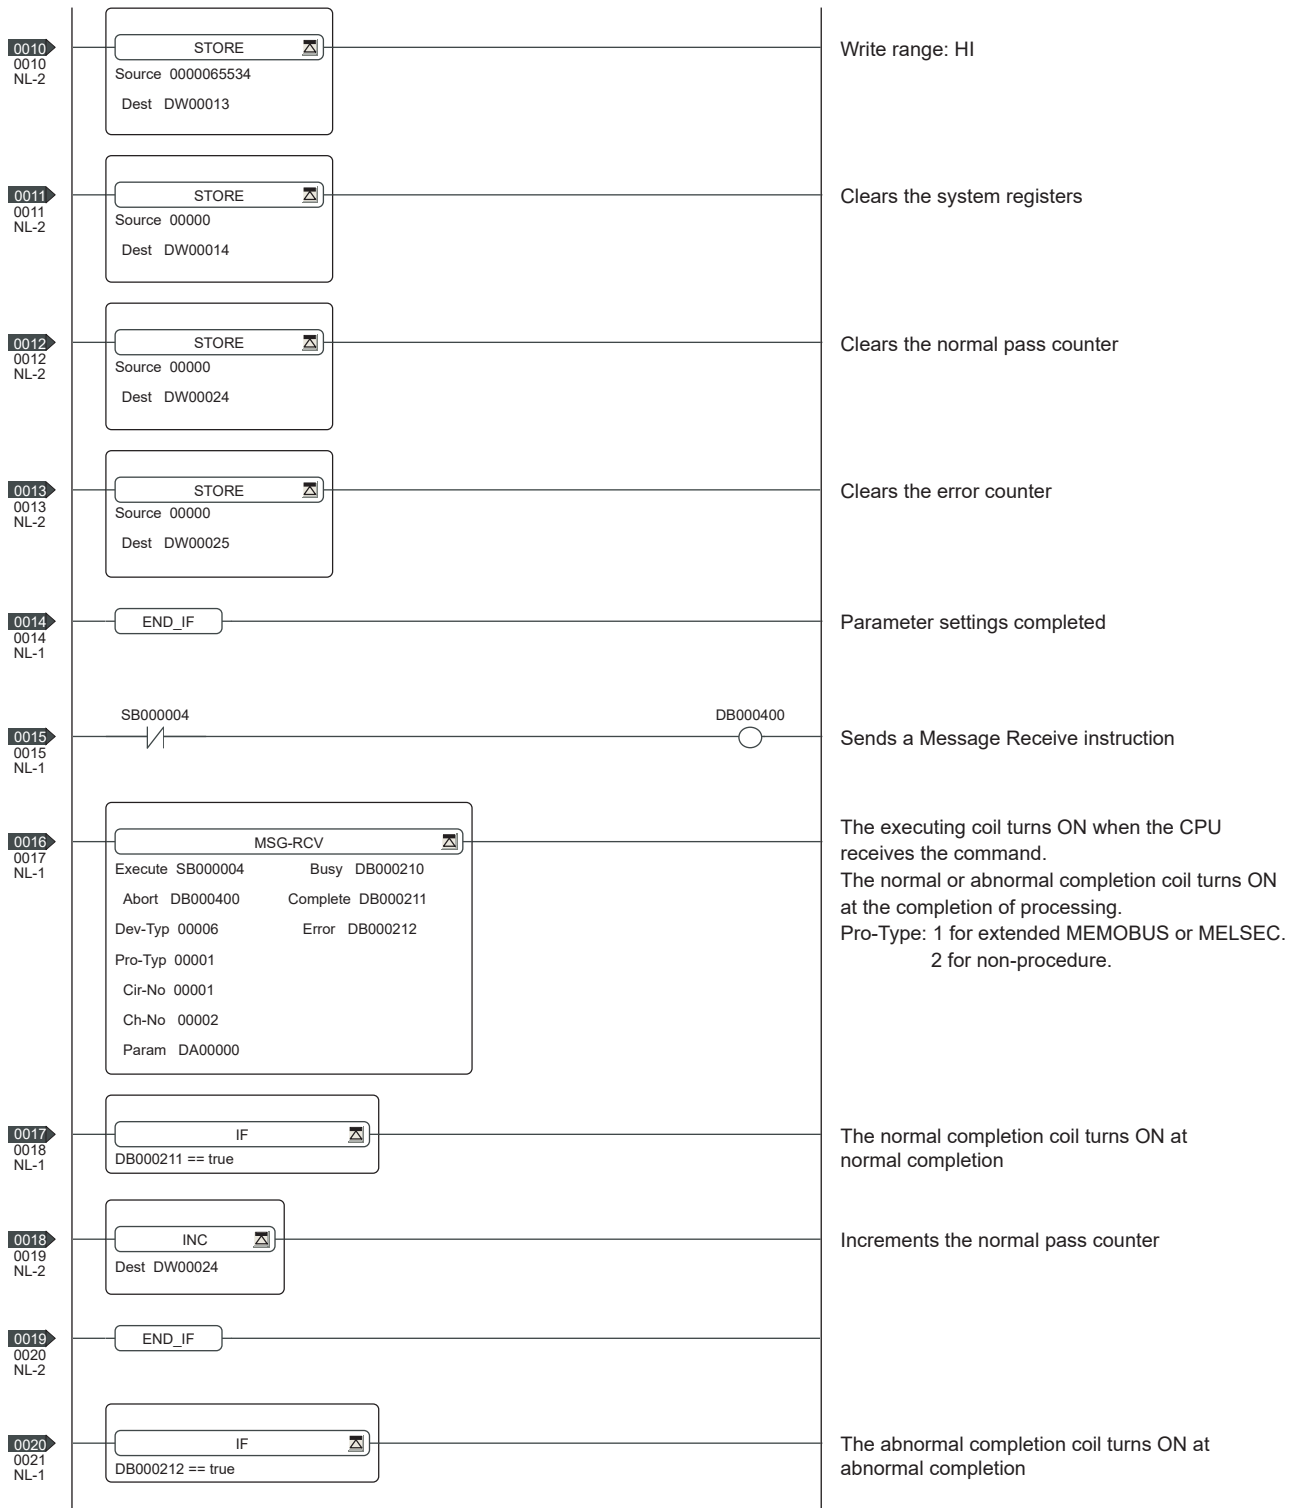 0010
0010
NL-2
STORE
Source 0000065534
Dest DW00013
Write range: HI
0011
0011
NL-2
STORE
Source 00000
Dest DW00014
Clears the system registers
0012
0012
NL-2
STORE
Source 00000
Dest DW00024
Clears the normal pass counter
0013
0013
NL-2
STORE
Source 00000
Dest DW00025
Clears the error counter
0014
0014
NL-1
END_IF
Parameter settings completed
0015
0015
NL-1
SB000004
DB000400
Sends a Message Receive instruction
0016
0017
NL-1
MSG-RCV
Execute SB000004 Busy DB000210
Abort DB000400 Complete DB000211
Dev-Typ 00006 Error DB000212
Pro-Typ 00001
Cir-No 00001
Ch-No 00002
Param DA00000
The executing coil turns ON when the CPU
receives the command.
The normal or abnormal completion coil turns ON
at the completion of processing.
Pro-Type: 1 for extended MEMOBUS or MELSEC.
2 for non-procedure.
0017
0018
NL-1
IF
DB000211 == true
The normal completion coil turns ON at
normal completion
0018
0019
NL-2
INC
Dest DW00024
Increments the normal pass counter
0019
0020
NL-2
END_IF
0020
0021
NL-1
IF
DB000212 == true
The abnormal completion coil turns ON at
abnormal completion